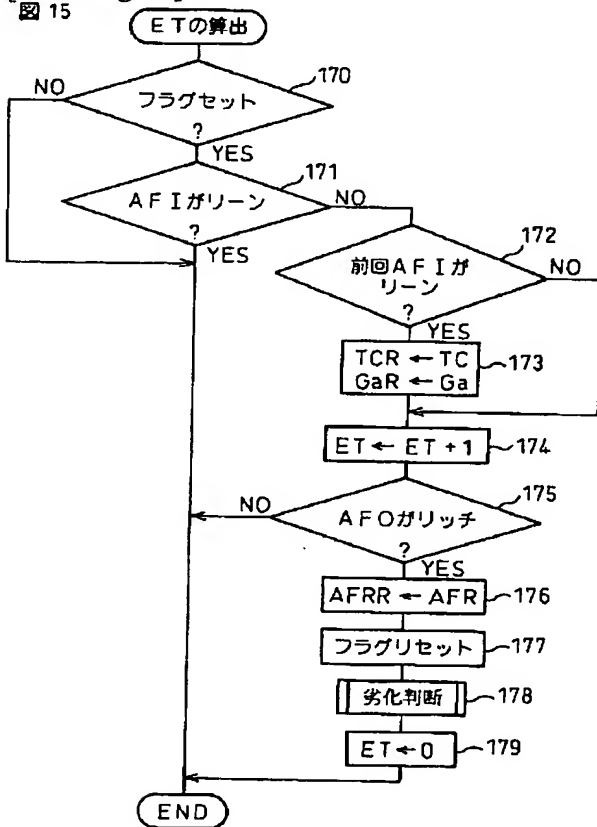 図15
ETの算出
170
フラグセット
?
NO
YES
171
AFIがリーン
?
NO
YES
172
前回AFIが
リーン
?
NO
YES
TCR ← TC
GaR ← Ga
173
ET ← ET +1
174
175
AFOがリッチ
?
NO
YES
AFRR ← AFR
176
フラグリセット
177
劣化判断
178
ET ← 0
179
END